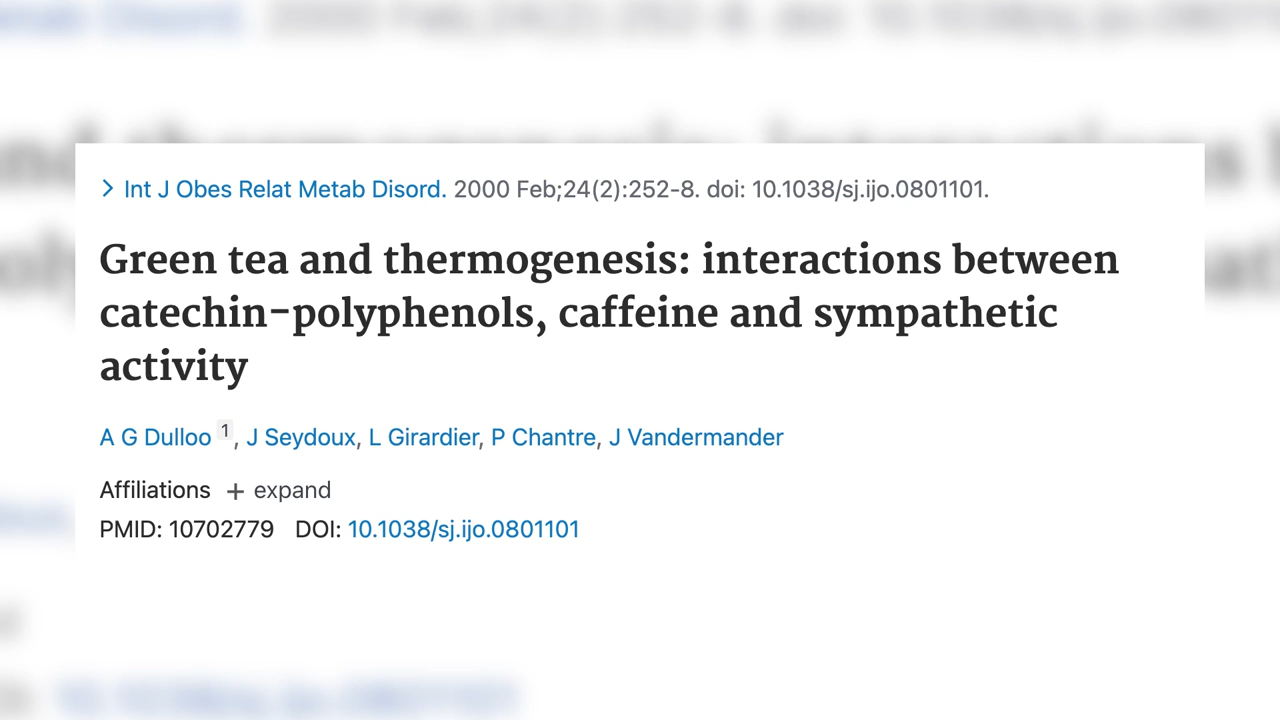 Int J Obes Relat Metab Disord. 2000 Feb;24(2):252-8. doi: 10.1038/sj.ijo.0801101.
Green tea and thermogenesis: interactions between
catechin-polyphenols, caffeine and sympathetic
activity
A G Dulloo 1, J Seydoux, L Girardier, P Chantre, J Vandermander
Affiliations + expand
PMID: 10702779 DOI: 10.1038/sj.ijo.0801101